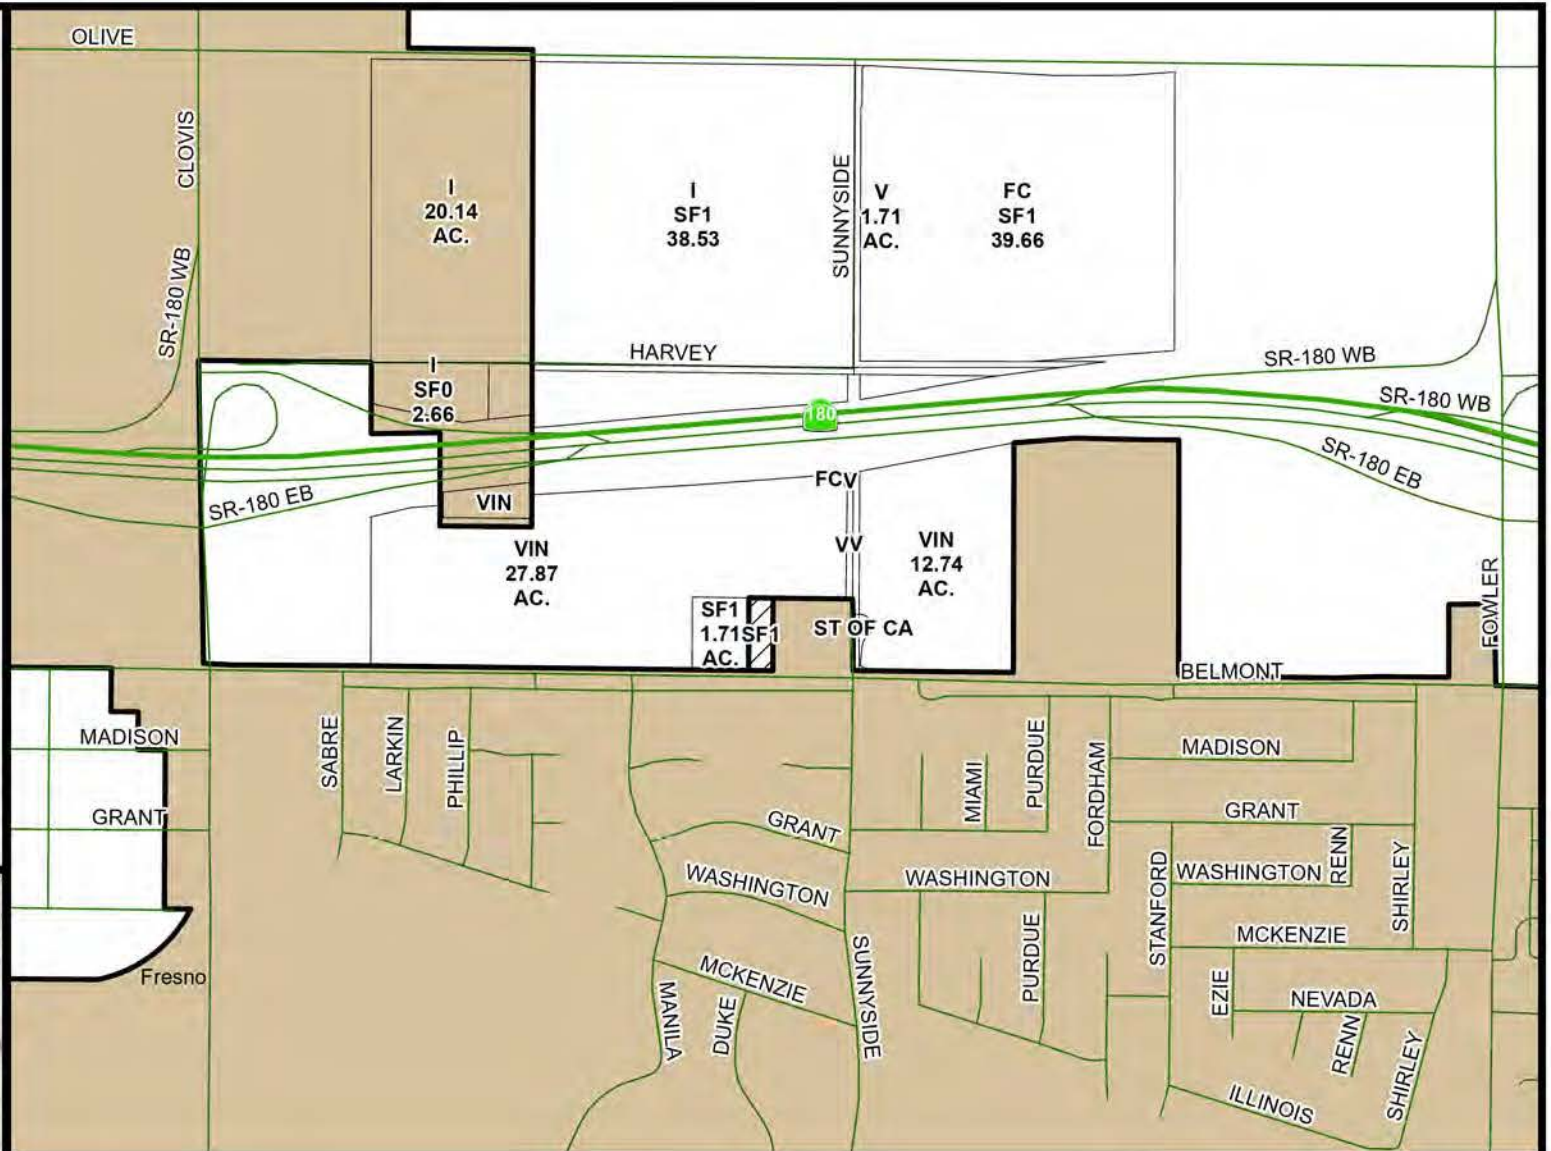 OLIVE
CLOVIS
SR-180 WB
I
20.14
AC.
I
SF1
38.53
SUNNYSIDE
V
1.71
AC.
FC
SF1
39.66
HARVEY
I
SF0
2.66
180
SR-180 WB
SR-180 WB
SR-180 EB
SR-180 EB
VIN
FCV
VV
VIN
27.87
AC.
VIN
12.74
AC.
SF1
1.71
AC.
SF1
ST OF CA
FOWLER
BELMONT
MADISON
GRANT
SABRE
LARKIN
PHILLIP
GRANT
WASHINGTON
MCKENZIE
MANILA
DUKE
SUNNYSIDE
MIAMI
PURDUE
FORDHAM
MADISON
GRANT
WASHINGTON
WASHINGTON
RENN
SHIRLEY
STANFORD
MCKENZIE
PURDUE
EZIE
NEVADA
RENN
SHIRLEY
ILLINOIS
Fresno